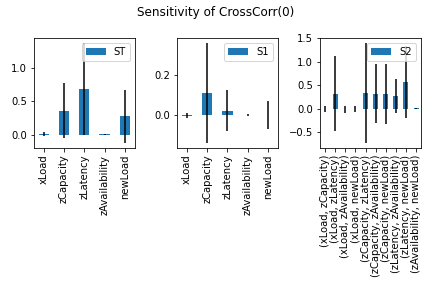 Sensitivity of CrossCorr(0)
ST
1.0
0.5
0.0
xLoad
zCapacity
zLatency
zAvailability
newLoad
S1
0.2
0.0
xLoad
zCapacity
zLatency
zAvailability
newLoad
S2
1.5
1.0
0.5
0.0
−0.5
(xLoad, zCapacity)
(xLoad, zLatency)
(xLoad, zAvailability)
(xLoad, newLoad)
(zCapacity, zLatency)
(zCapacity, zAvailability)
(zCapacity, newLoad)
(zLatency, zAvailability)
(zLatency, newLoad)
(zAvailability, newLoad)